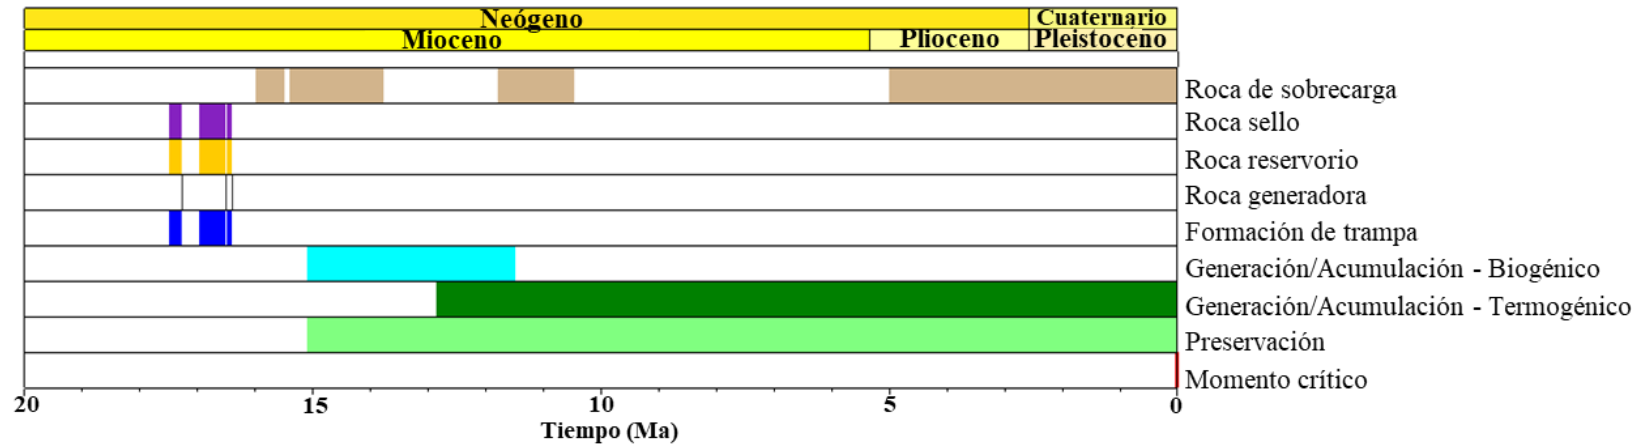 Neógeno
Cuaternário
Mioceno
Plioceno
Pleistoceno
Roca de sobrecarga
Roca sello
Roca reservorio
Roca generadora
Formación de trampa
Generación/Acumulación - Biogénico
Generación/Acumulación - Termogénico
Preservación
Momento crítico
20 15 10 5 0
Tiempo (Ma)